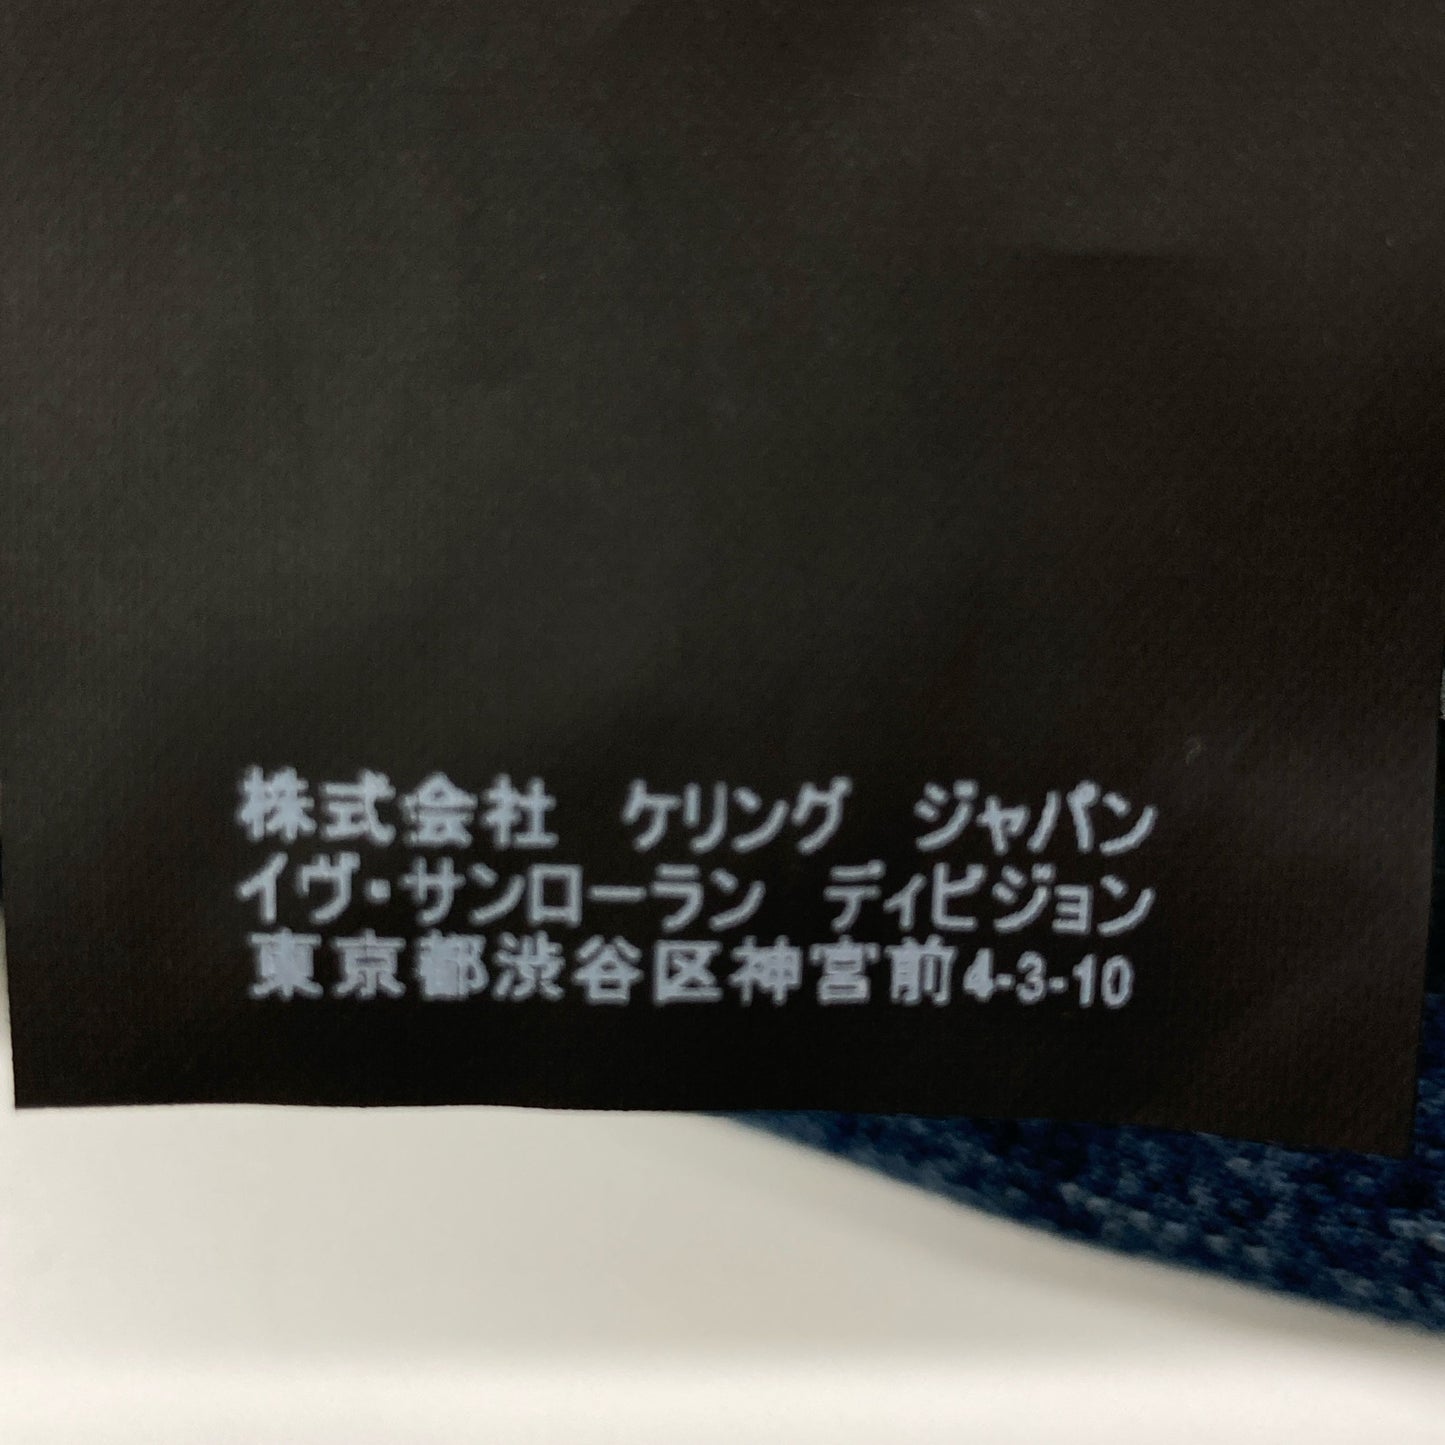 株式会社 ケリング ジャパン
イヴ・サンローラン ディビジョン
東京都渋谷区神宮前4-3-10